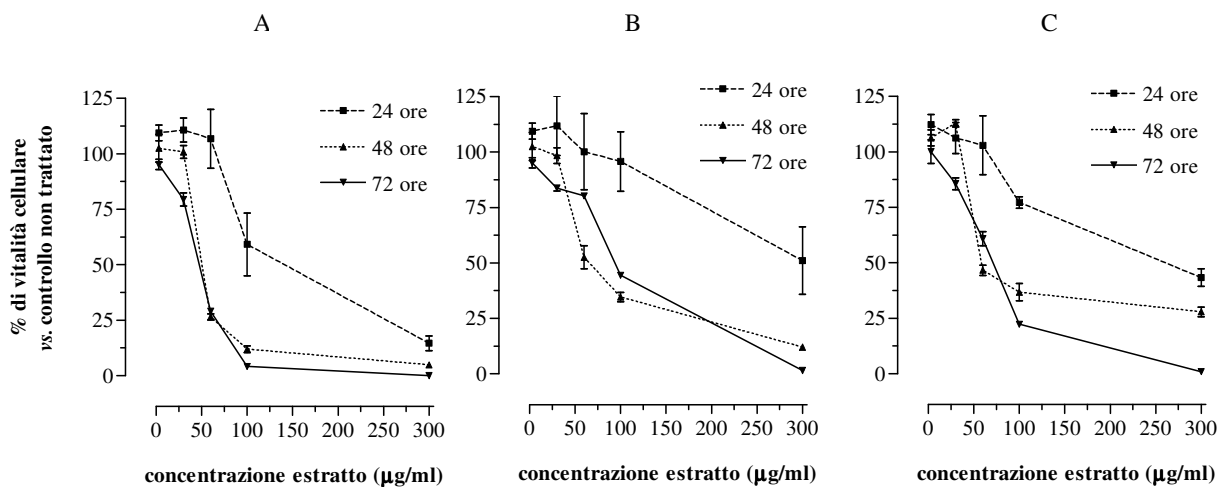 A
B
C
% di vitalità cellulare
vs. controllo non trattato
125
100
75
50
25
0
24 ore
48 ore
72 ore
0 50 100 150 200 250 300
concentrazione estratto (μg/ml)
125
100
75
50
25
0
24 ore
48 ore
72 ore
0 50 100 150 200 250 300
concentrazione estratto (μg/ml)
125
100
75
50
25
0
24 ore
48 ore
72 ore
0 50 100 150 200 250 300
concentrazione estratto (μg/ml)